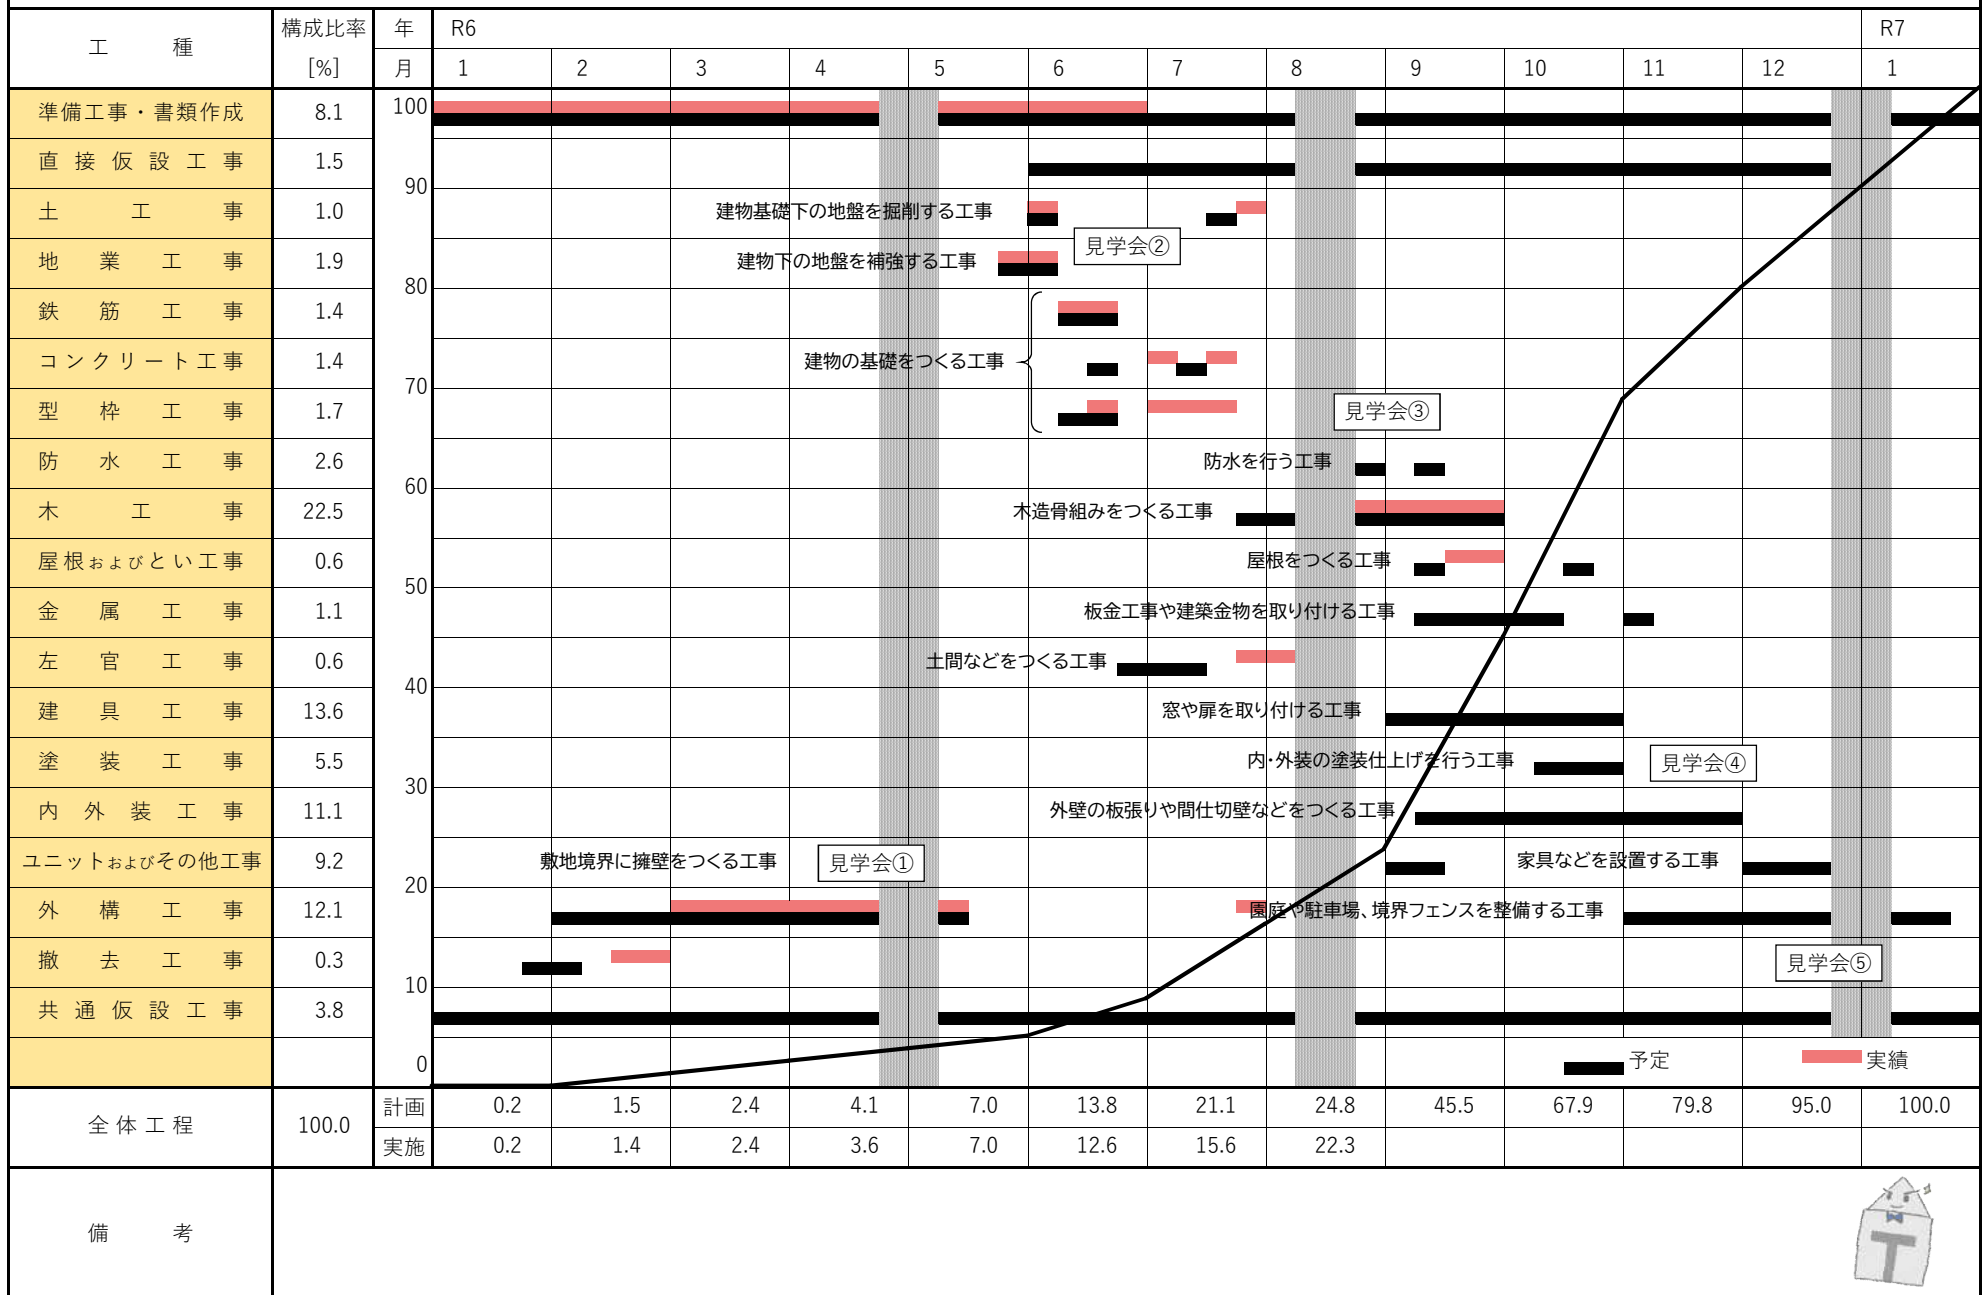 工種 構成比率 年 R6 R7
[%] 月 1 2 3 4 5 6 7 8 9 10 11 12 1
準備工事・書類作成 8.1 100
直接仮設工事 1.5
90
土工事 1.0 建物基礎下の地盤を掘削する工事
見学会②
地業工事 1.9 建物下の地盤を補強する工事
80
鉄筋工事 1.4
コンクリート工事 1.4 建物の基礎をつくる工事
70
型枠工事 1.7 見学会③
防水工事 2.6 防水を行う工事
60
木工事 22.5 木造骨組みをつくる工事
屋根およびとい工事 0.6 屋根をつくる工事
50
金属工事 1.1 板金工事や建築金物を取り付ける工事
左官工事 0.6 土間などをつくる工事
40
建具工事 13.6 窓や扉を取り付ける工事
塗装工事 5.5 内・外装の塗装仕上げを行う工事 見学会④
30
内外装工事 11.1 外壁の板張りや間仕切壁などをつくる工事
ユニットおよびその他工事 9.2 敷地境界に擁壁をつくる工事 見学会① 家具などを設置する工事
20
外構工事 12.1 園庭や駐車場、境界フェンスを整備する工事
撤去工事 0.3 見学会⑤
10
共通仮設工事 3.8
0 予定 実績
全体工程 100.0 計画 0.2 1.5 2.4 4.1 7.0 13.8 21.1 24.8 45.5 67.9 79.8 95.0 100.0
実施 0.2 1.4 2.4 3.6 7.0 12.6 15.6 22.3
備考
T